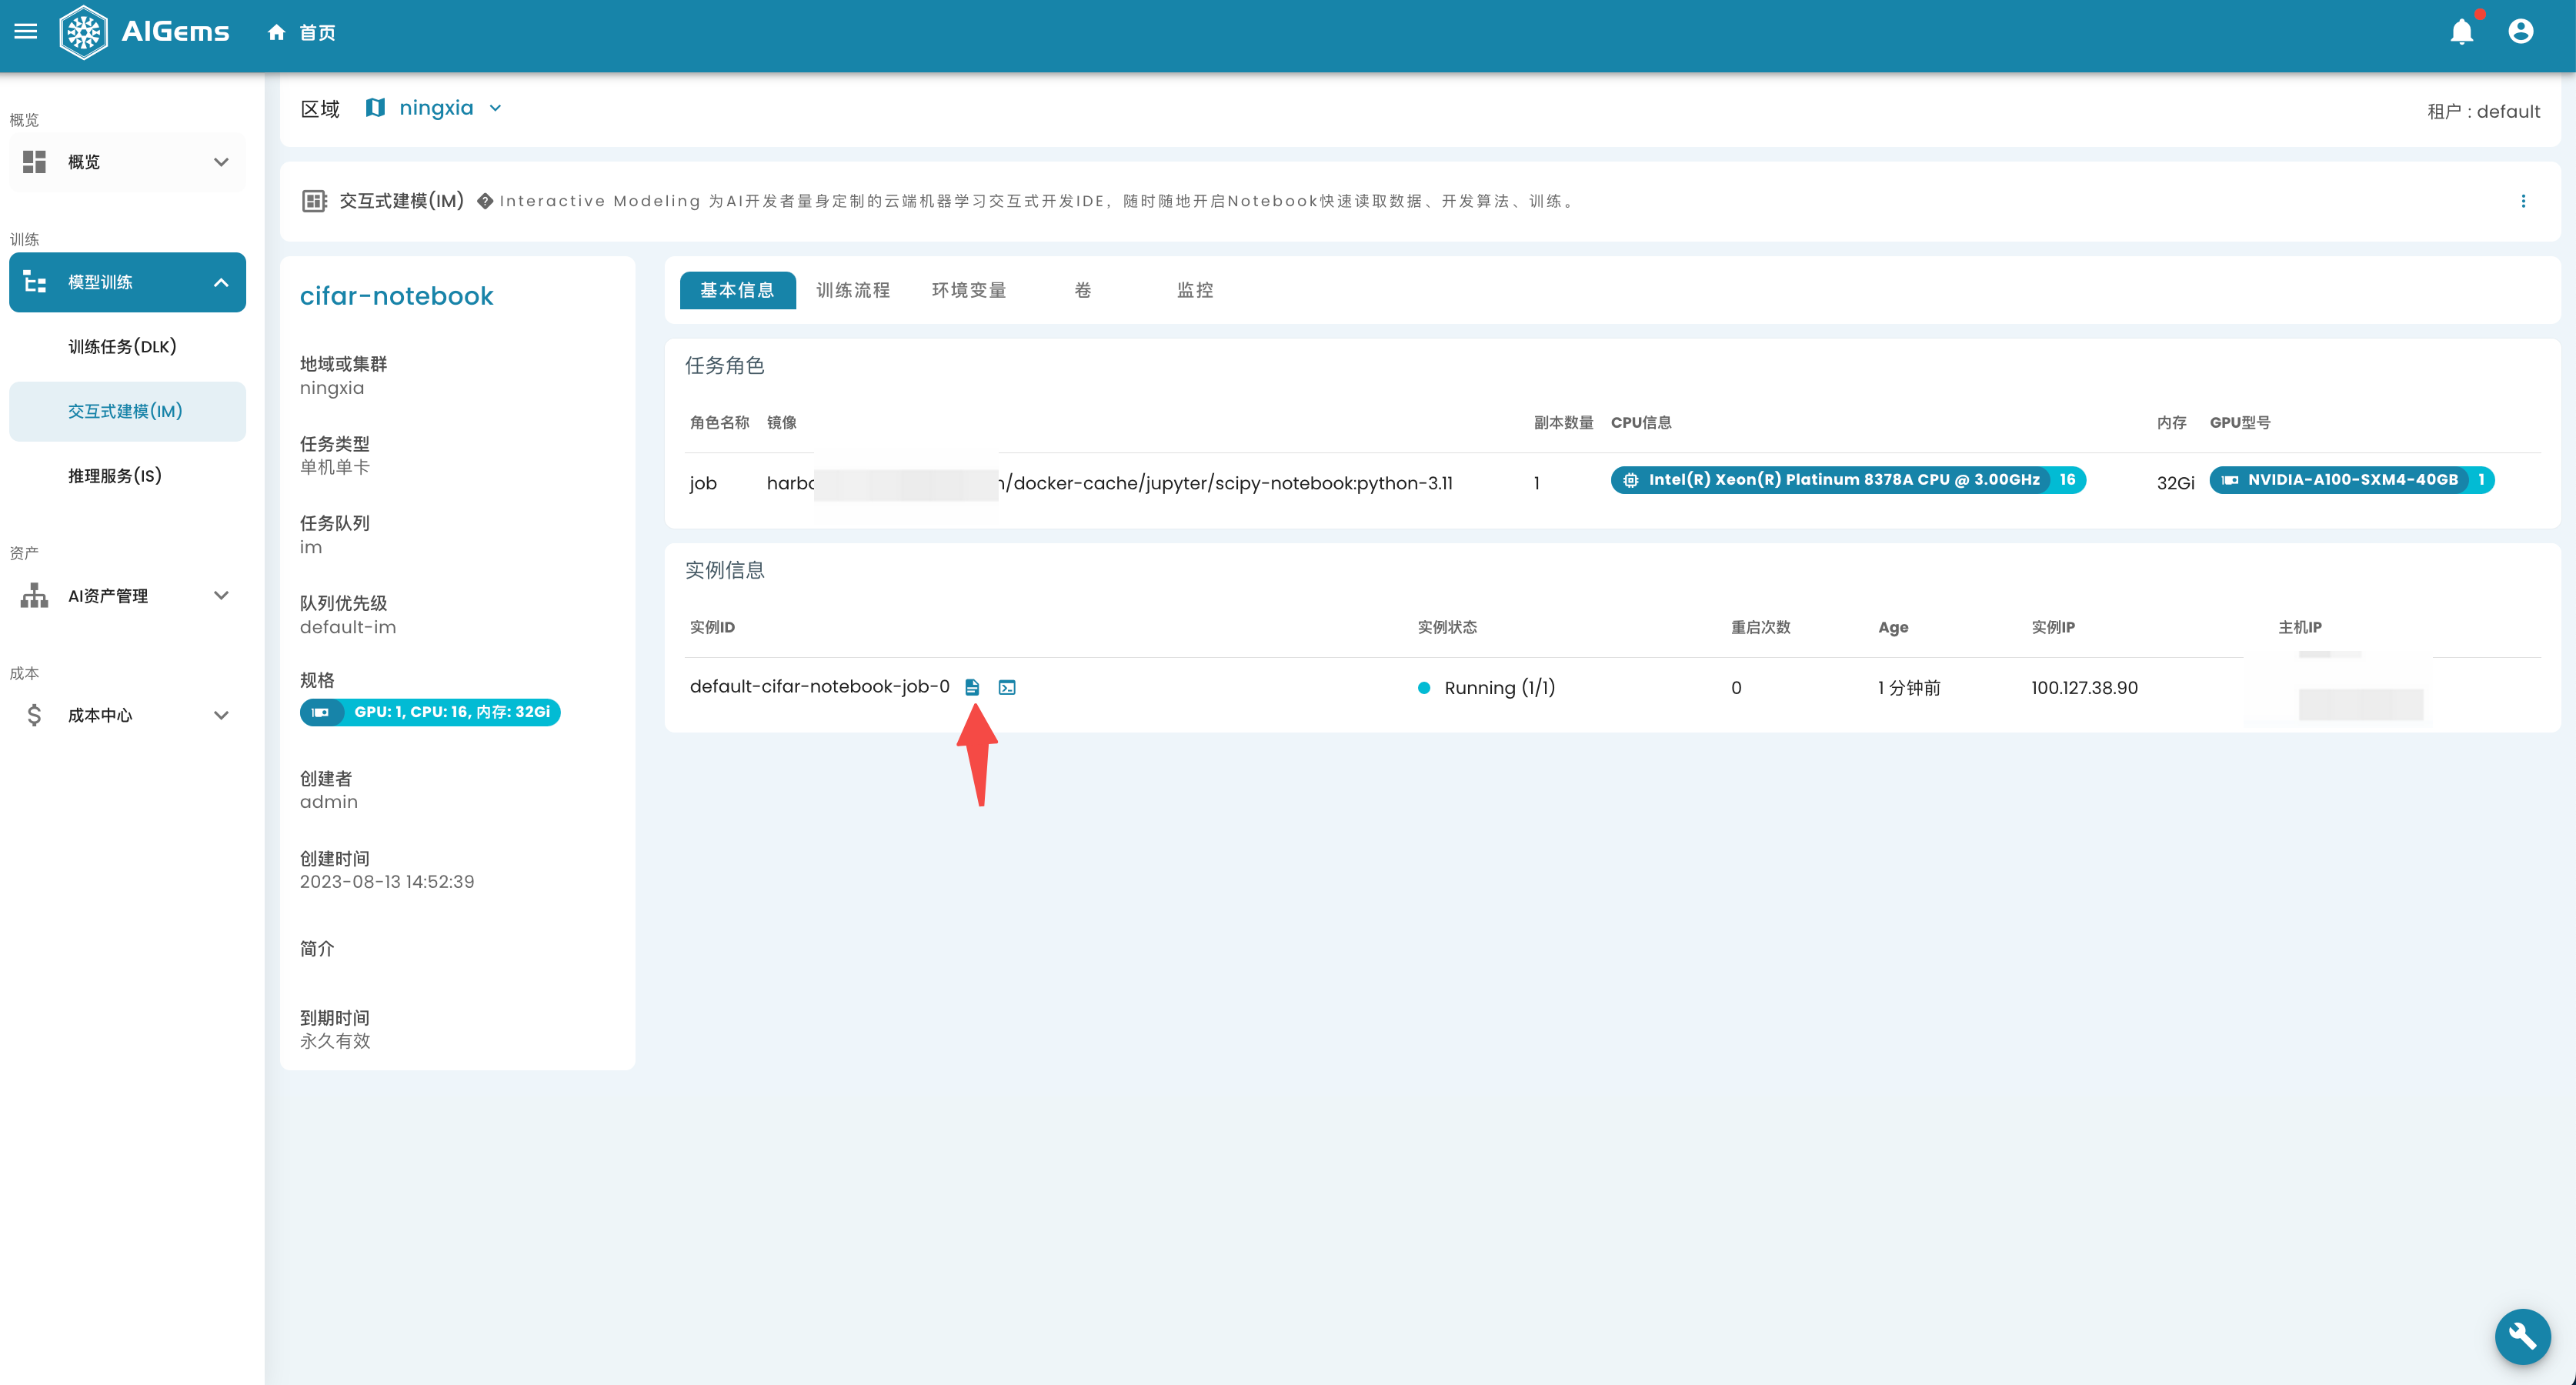 AIGems 首页
区域 ningxia
租户 : default
概览
概览
训练
模型训练
训练任务(DLK)
交互式建模(IM)
推理服务(IS)
资产
AI资产管理
成本
成本中心
交互式建模(IM) Interactive Modeling 为AI开发者量身定制的云端机器学习交互式开发IDE，随时随地开启Notebook快速读取数据、开发算法、训练。
cifar-notebook
地域或集群
ningxia
任务类型
单机单卡
任务队列
im
队列优先级
default-im
规格
GPU: 1, CPU: 16, 内存: 32Gi
创建者
admin
创建时间
2023-08-13 14:52:39
简介
到期时间
永久有效
基本信息 训练流程 环境变量 卷 监控
任务角色
角色名称 镜像 副本数量 CPU信息 内存 GPU型号
job /docker-cache/jupyter/scipy-notebook:python-3.11 1 Intel(R) Xeon(R) Platinum 8378A CPU @ 3.00GHz 16 32Gi NVIDIA-A100-SXM4-40GB 1
实例信息
实例ID 实例状态 重启次数 Age 实例IP 主机IP
default-cifar-notebook-job-0 Running (1/1) 0 1 分钟前 100.127.38.90